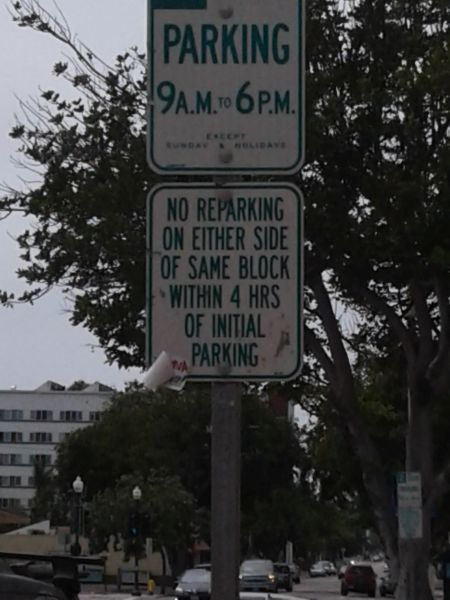 PARKING
9A.M. TO 6P.M.
EXCEPT
SUNDAY & HOLIDAYS
NO REPARKING
ON EITHER SIDE
OF SAME BLOCK
WITHIN 4 HRS
OF INITIAL
PARKING